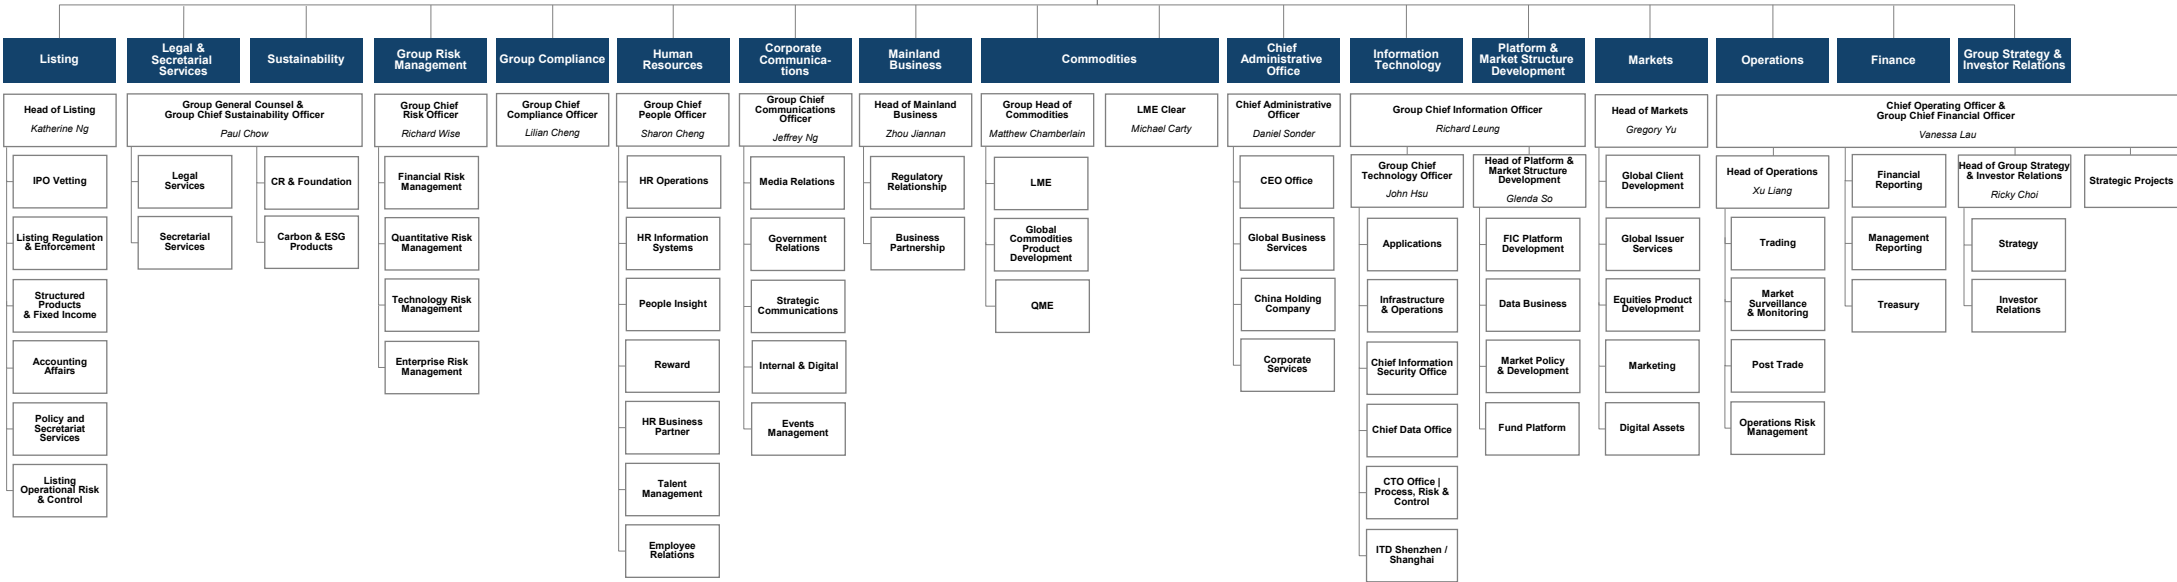 Listing
Legal &
Secretarial
Services
Sustainability
Group Risk
Management
Group Compliance
Human
Resources
Corporate
Communica-
tions
Mainland
Business
Commodities
Chief
Administrative
Office
Information
Technology
Platform &
Market Structure
Development
Markets
Operations
Finance
Group Strategy &
Investor Relations
Head of Listing
Katherine Ng
Group General Counsel &
Group Chief Sustainability Officer
Paul Chow
Group Chief
Risk Officer
Richard Wise
Group Chief
Compliance Officer
Lilian Cheng
Group Chief
People Officer
Sharon Cheng
Group Chief
Communications
Officer
Jeffrey Ng
Head of Mainland
Business
Zhou Jiannan
Group Head of
Commodities
Matthew Chamberlain
LME Clear
Michael Carty
Chief Administrative
Officer
Daniel Sonder
Group Chief Information Officer
Richard Leung
Head of Markets
Gregory Yu
Chief Operating Officer &
Group Chief Financial Officer
Vanessa Lau
IPO Vetting
Listing Regulation
& Enforcement
Structured
Products
& Fixed Income
Accounting
Affairs
Policy and
Secretariat
Services
Listing
Operational Risk
& Control
Legal
Services
Secretarial
Services
CR & Foundation
Carbon & ESG
Products
Financial Risk
Management
Quantitative Risk
Management
Technology Risk
Management
Enterprise Risk
Management
HR Operations
HR Information
Systems
People Insight
Reward
HR Business
Partner
Talent
Management
Employee
Relations
Media Relations
Government
Relations
Strategic
Communications
Internal & Digital
Events
Management
Regulatory
Relationship
Business
Partnership
LME
Global
Commodities
Product
Development
QME
CEO Office
Global Business
Services
China Holding
Company
Corporate
Services
Group Chief
Technology Officer
John Hsu
Applications
Infrastructure
& Operations
Chief Information
Security Office
Chief Data Office
CTO Office |
Process, Risk &
Control
ITD Shenzhen /
Shanghai
Head of Platform &
Market Structure
Development
Glenda So
FIC Platform
Development
Data Business
Market Policy
& Development
Fund Platform
Global Client
Development
Global Issuer
Services
Equities Product
Development
Marketing
Digital Assets
Head of Operations
Xu Liang
Trading
Market
Surveillance
& Monitoring
Post Trade
Operations Risk
Management
Financial
Reporting
Management
Reporting
Treasury
Head of Group Strategy
& Investor Relations
Ricky Choi
Strategy
Investor
Relations
Strategic Projects